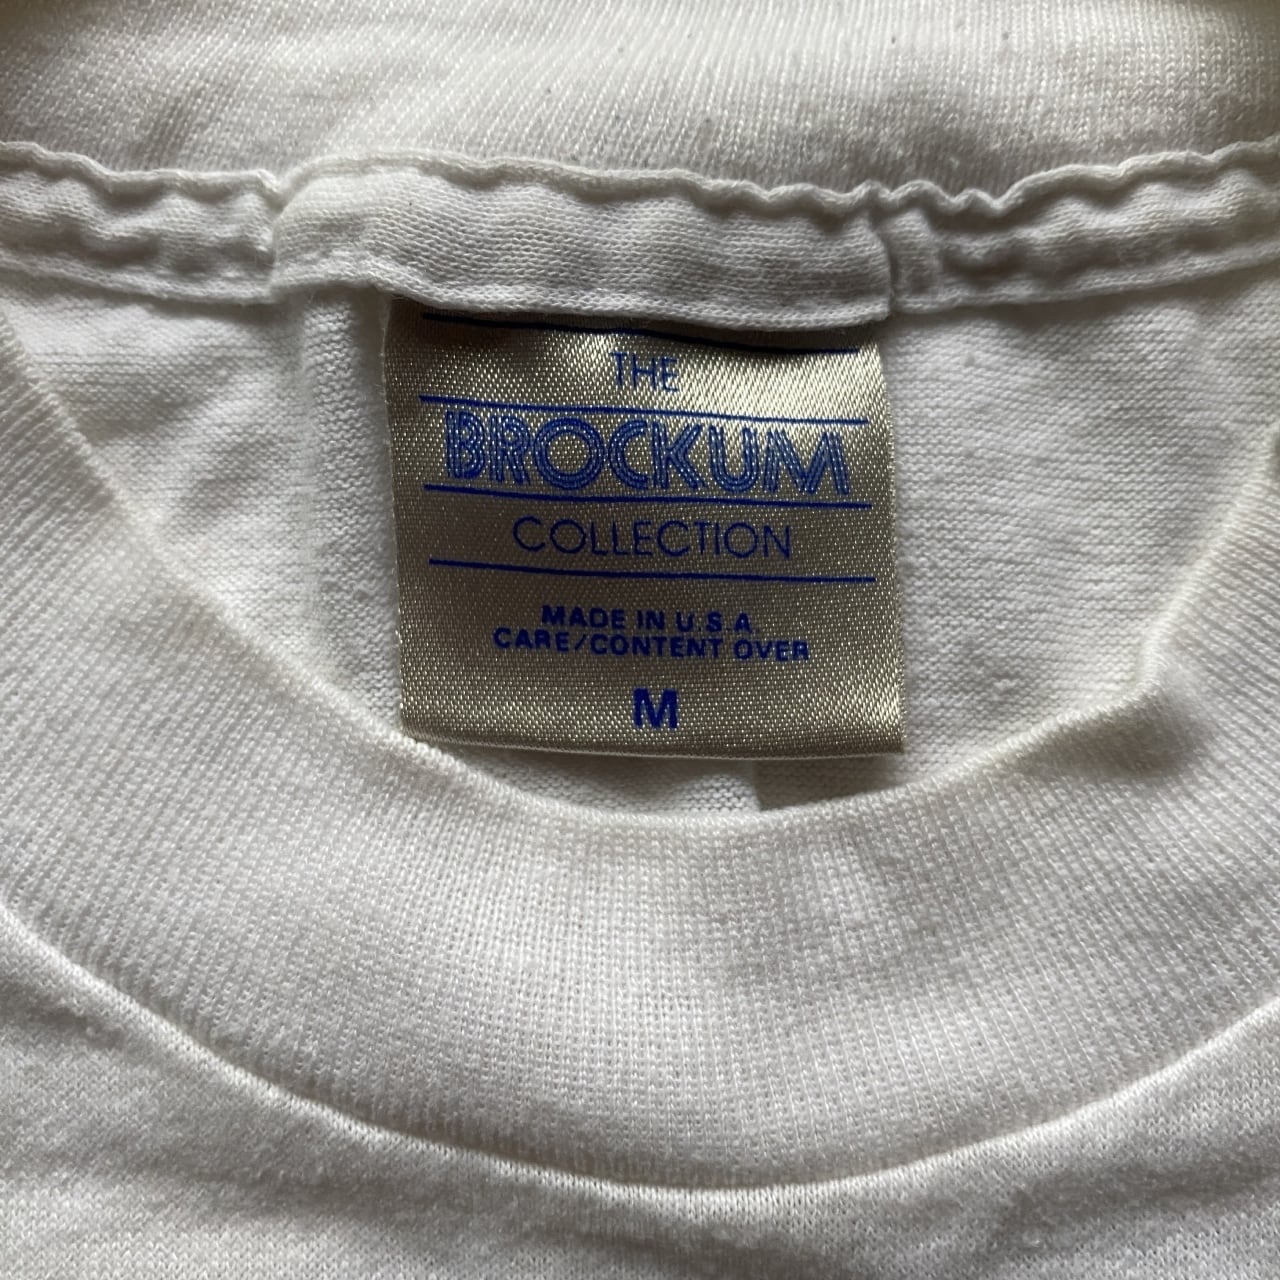 THE
BROCKUM
COLLECTION
MADE IN U.S.A.
CARE/CONTENT OVER
M